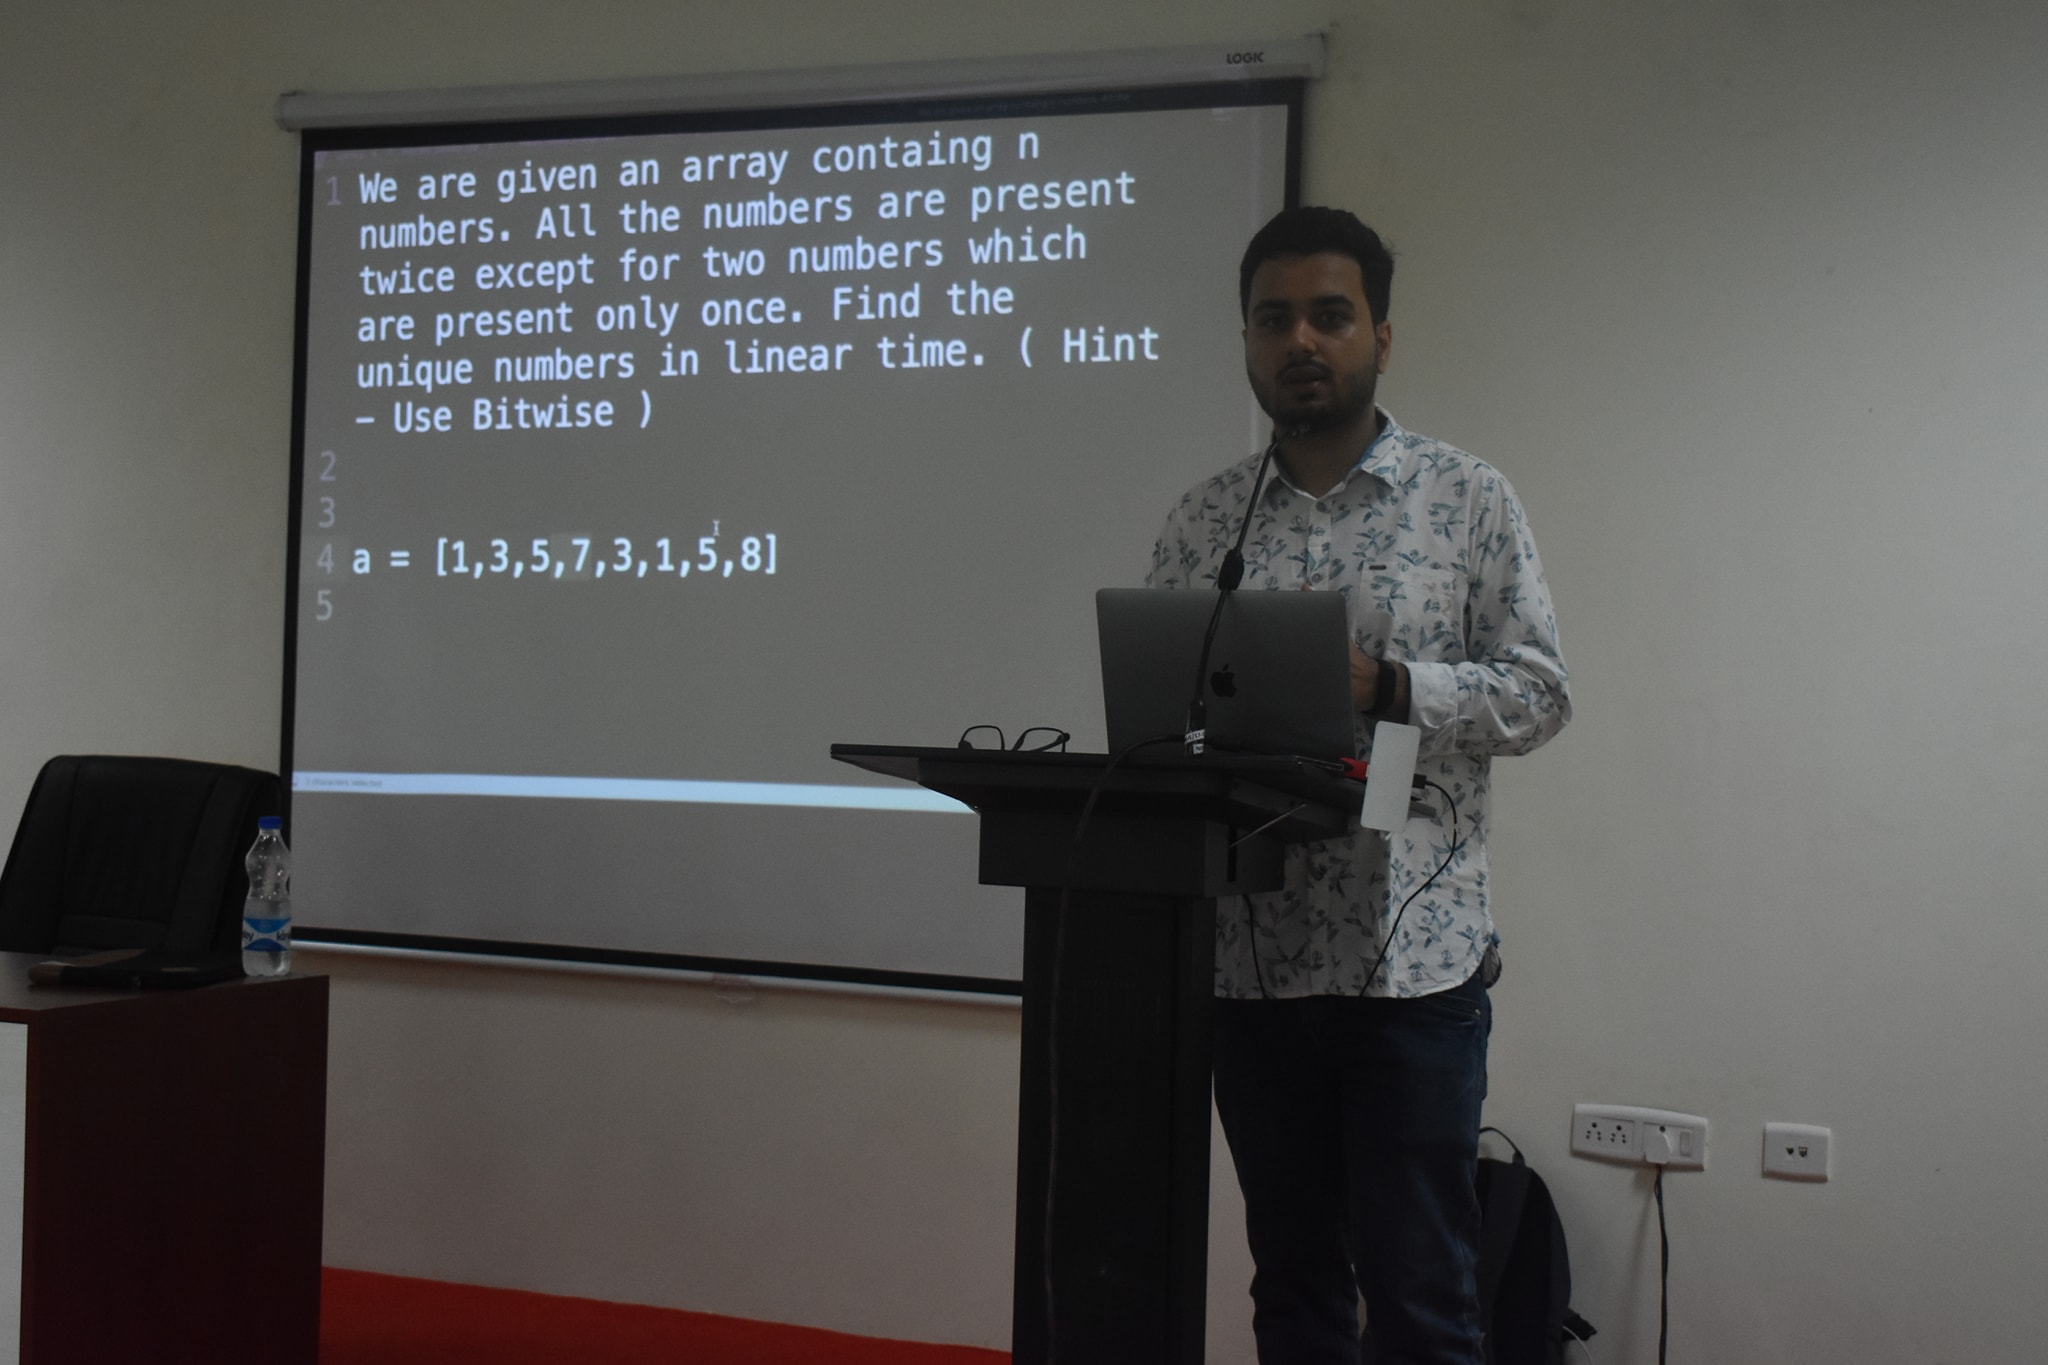 LOGIC
1 We are given an array containg n
numbers. All the numbers are present
twice except for two numbers which
are present only once. Find the
unique numbers in linear time. ( Hint
– Use Bitwise )
2
3
4 a = [1,3,5,7,3,1,5,8]
5
characters selected